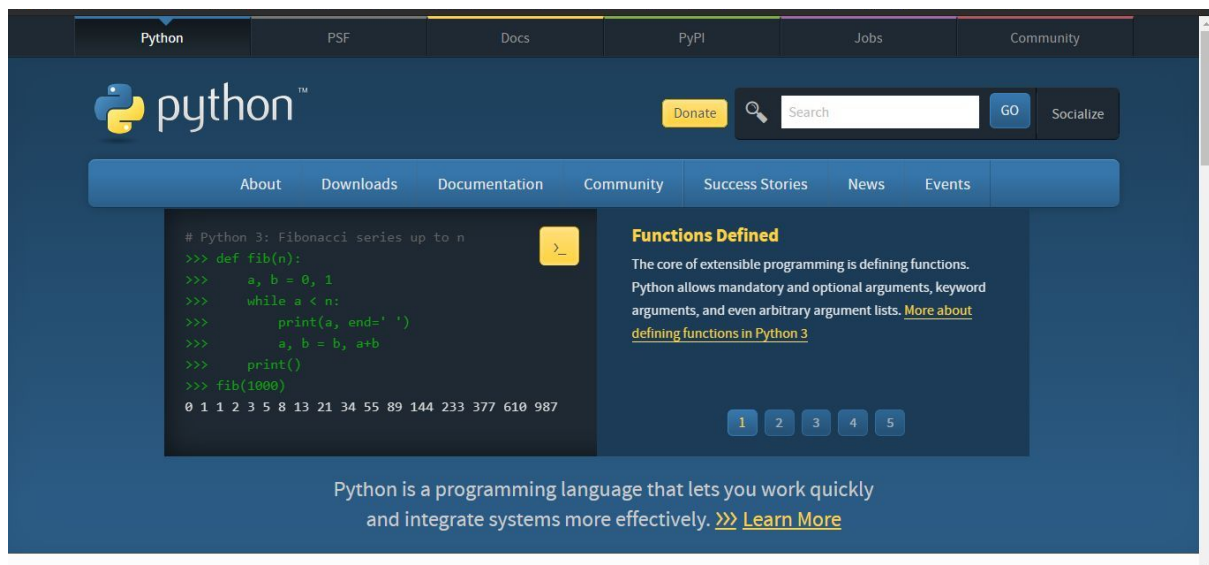 Python PSF Docs PyPI Jobs Community
python™
Donate Search GO Socialize
About Downloads Documentation Community Success Stories News Events
# Python 3: Fibonacci series up to n
>>> def fib(n):
>>>     a, b = 0, 1
>>>     while a < n:
>>>         print(a, end=' ')
>>>         a, b = b, a+b
>>>     print()
>>> fib(1000)
0 1 1 2 3 5 8 13 21 34 55 89 144 233 377 610 987
>_
Functions Defined
The core of extensible programming is defining functions.
Python allows mandatory and optional arguments, keyword
arguments, and even arbitrary argument lists. More about
defining functions in Python 3
1 2 3 4 5
Python is a programming language that lets you work quickly
and integrate systems more effectively. >>> Learn More